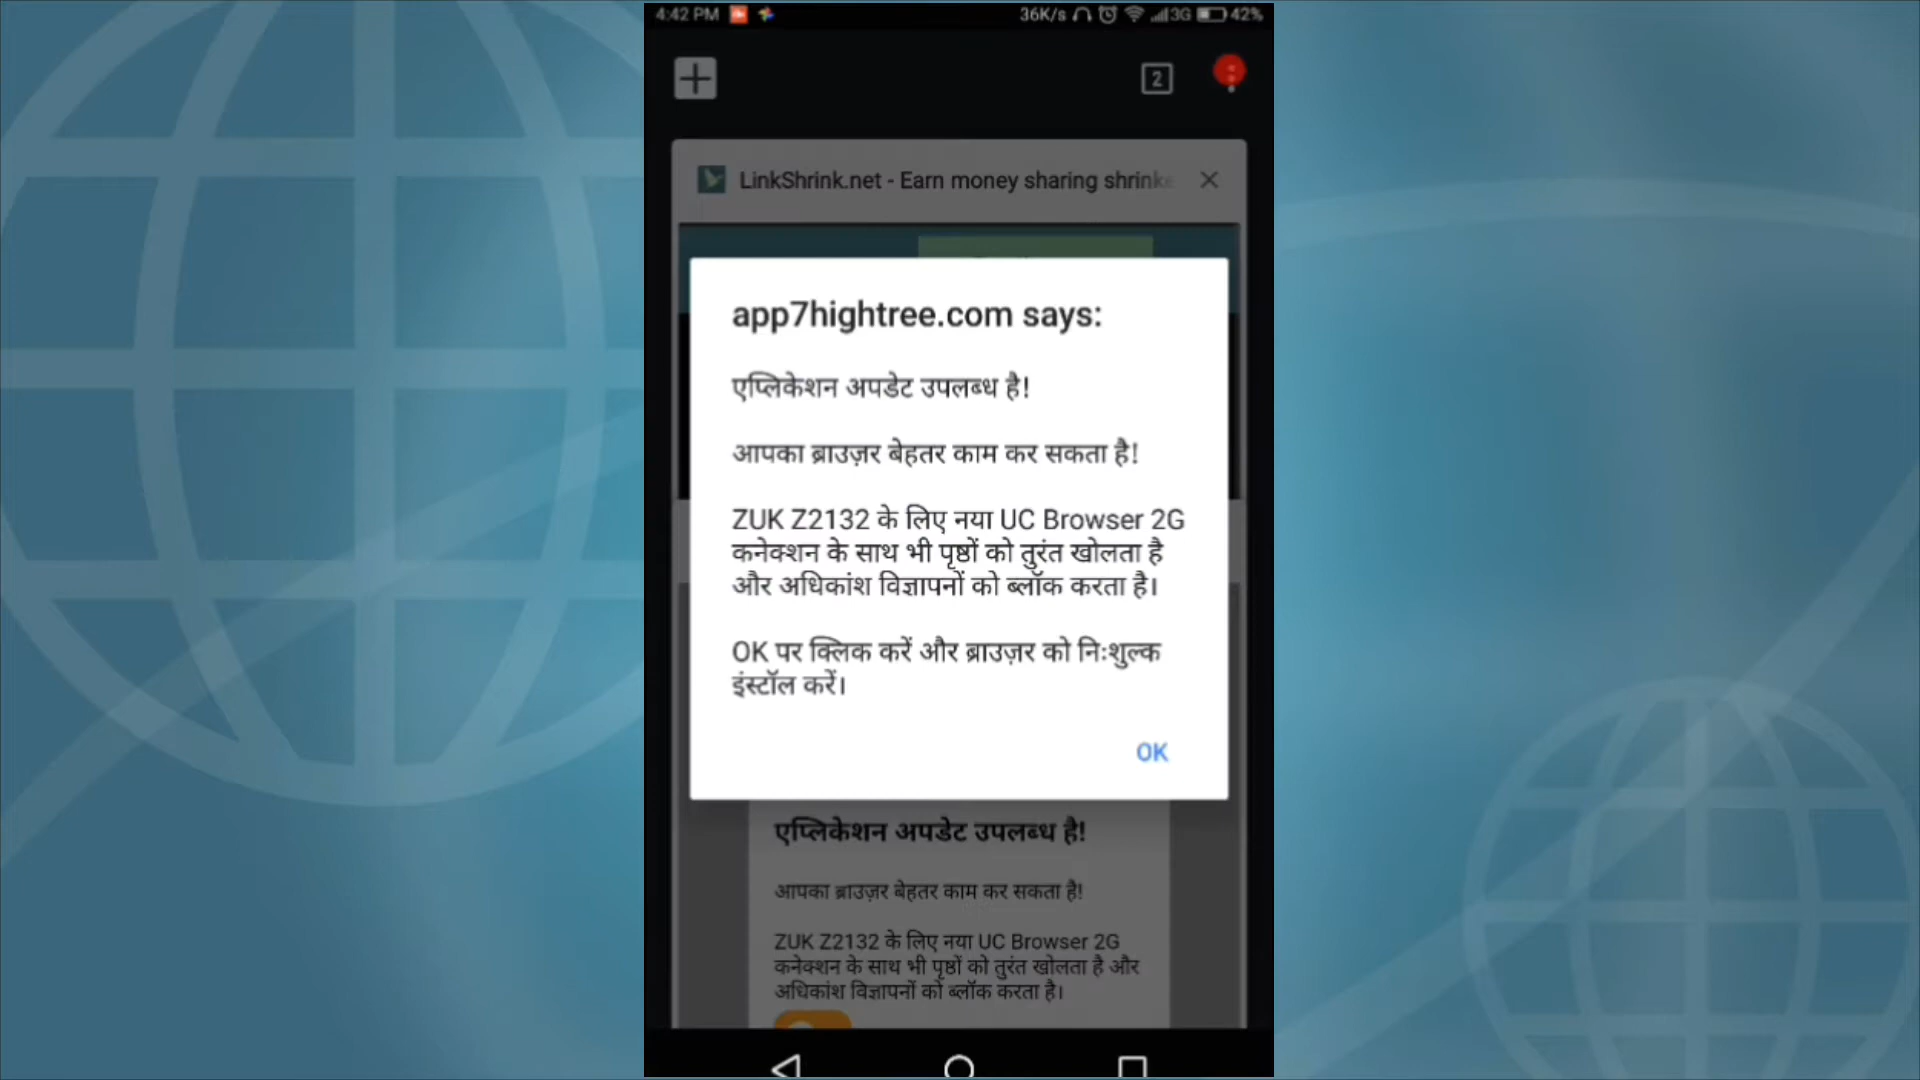 4:42 PM
36K/s 3G 42%
2
LinkShrink.net - Earn money sharing shrinke
app7hightree.com says:
एप्लिकेशन अपडेट उपलब्ध है!
आपका ब्राउज़र बेहतर काम कर सकता है!
ZUK Z2132 के लिए नया UC Browser 2G
कनेक्शन के साथ भी पृष्ठों को तुरंत खोलता है
और अधिकांश विज्ञापनों को ब्लॉक करता है।
OK पर क्लिक करें और ब्राउज़र को निःशुल्क
इंस्टॉल करें।
OK
एप्लिकेशन अपडेट उपलब्ध है!
आपका ब्राउज़र बेहतर काम कर सकता है!
ZUK Z2132 के लिए नया UC Browser 2G
कनेक्शन के साथ भी पृष्ठों को तुरंत खोलता है और
अधिकांश विज्ञापनों को ब्लॉक करता है।